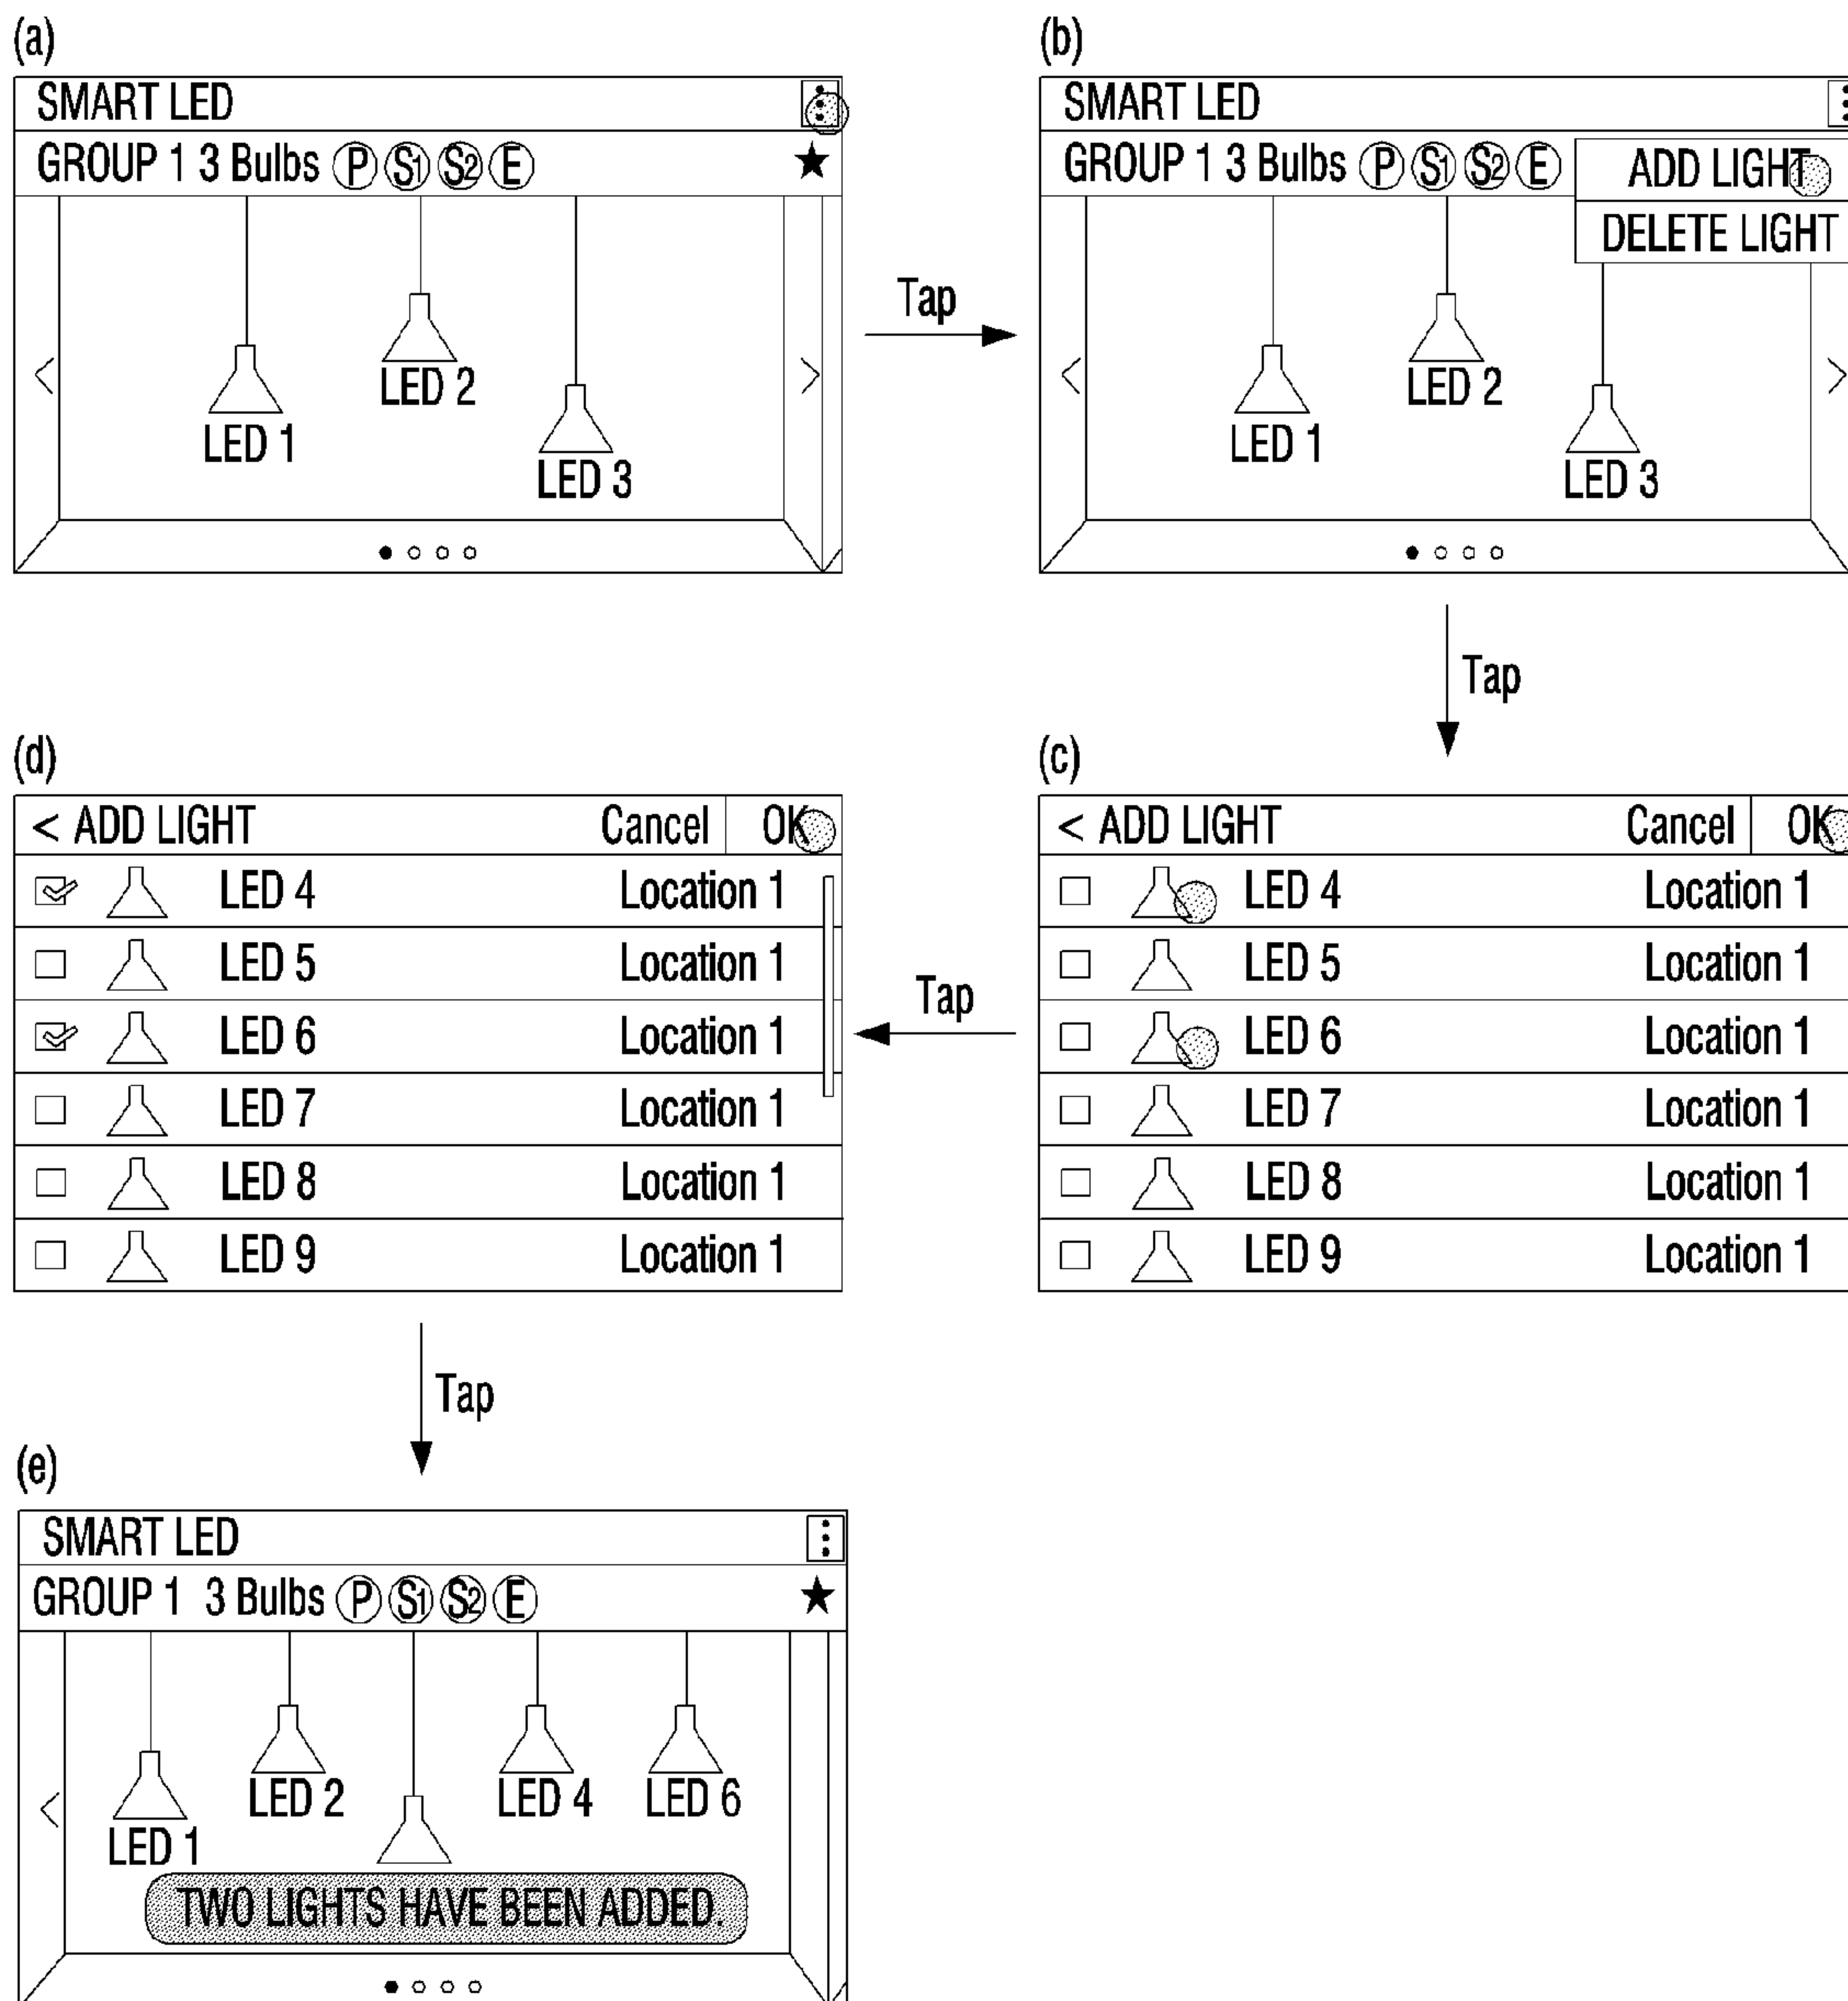 (a)
SMART LED
GROUP 1 3 Bulbs P S1 S2 E
LED 1
LED 2
LED 3
Tap
(b)
SMART LED
GROUP 1 3 Bulbs P S1 S2 E
ADD LIGHT
DELETE LIGHT
LED 1
LED 2
LED 3
Tap
(c)
< ADD LIGHT Cancel OK
LED 4 Location 1
LED 5 Location 1
LED 6 Location 1
LED 7 Location 1
LED 8 Location 1
LED 9 Location 1
Tap
(d)
< ADD LIGHT Cancel OK
LED 4 Location 1
LED 5 Location 1
LED 6 Location 1
LED 7 Location 1
LED 8 Location 1
LED 9 Location 1
Tap
(e)
SMART LED
GROUP 1 3 Bulbs P S1 S2 E
LED 1
LED 2
LED 4
LED 6
TWO LIGHTS HAVE BEEN ADDED.